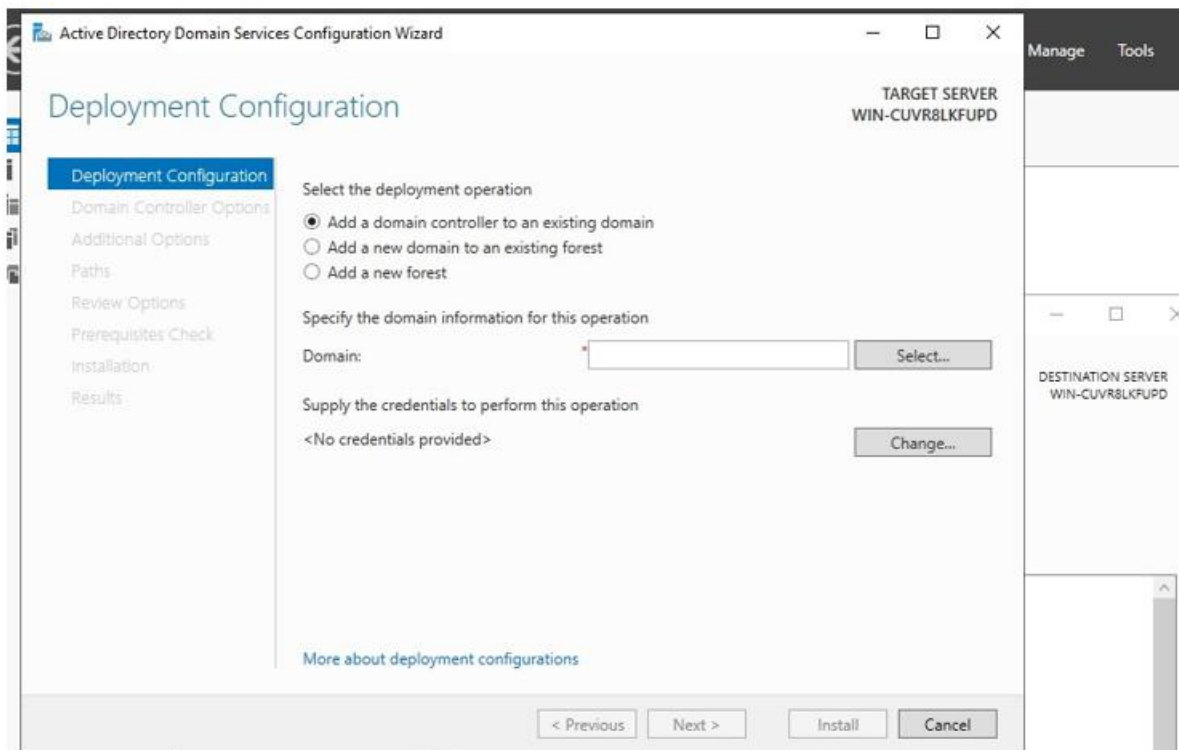 Active Directory Domain Services Configuration Wizard
Manage Tools
Deployment Configuration
TARGET SERVER
WIN-CUVR8LKFUPD
Deployment Configuration
Domain Controller Options
Additional Options
Paths
Review Options
Prerequisites Check
Installation
Results
Select the deployment operation
Add a domain controller to an existing domain
Add a new domain to an existing forest
Add a new forest
Specify the domain information for this operation
Domain: * Select...
Supply the credentials to perform this operation
<No credentials provided> Change...
More about deployment configurations
< Previous Next > Install Cancel
DESTINATION SERVER
WIN-CUVR8LKFUPD